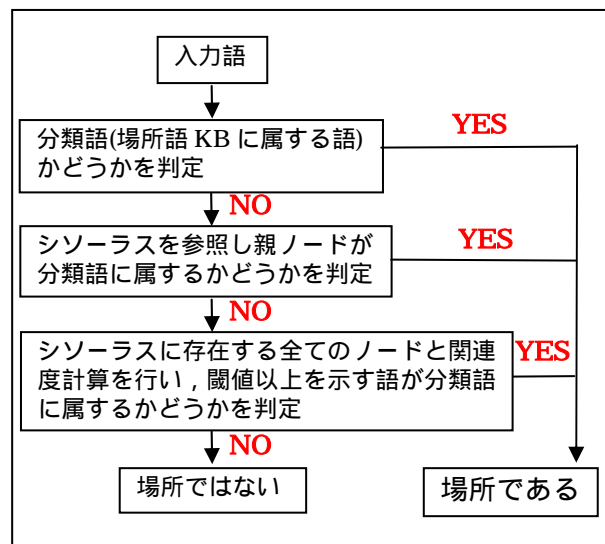 入力語
分類語(場所語 KB に属する語)
かどうかを判定
YES
NO
シソーラスを参照し親ノードが
分類語に属するかどうかを判定
YES
NO
シソーラスに存在する全てのノードと関連
度計算を行い，閾値以上を示す語が分類語
に属するかどうかを判定
YES
NO
場所ではない
場所である